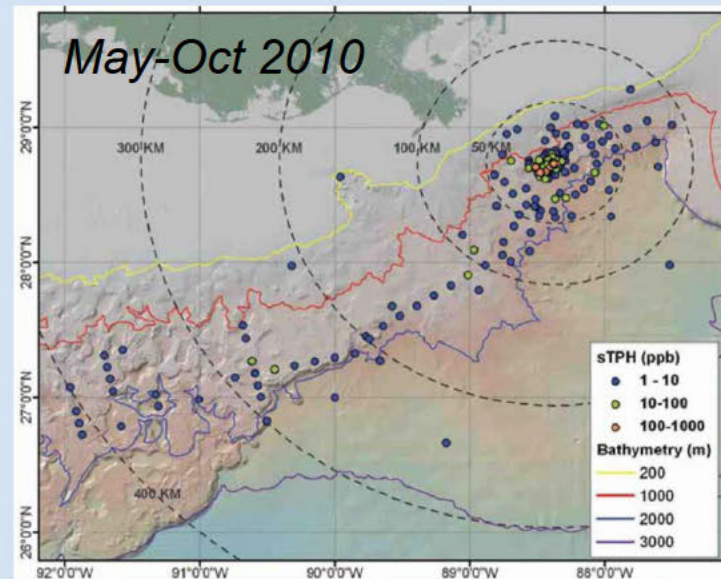 May-Oct 2010
300 KM
200 KM
100 KM
50 KM
400 KM
29°0'0"N
28°0'0"N
27°0'0"N
26°0'0"N
92°0'0"W
91°0'0"W
90°0'0"W
89°0'0"W
88°0'0"W
sTPH (ppb)
1 - 10
10-100
100-1000
Bathymetry (m)
200
1000
2000
3000